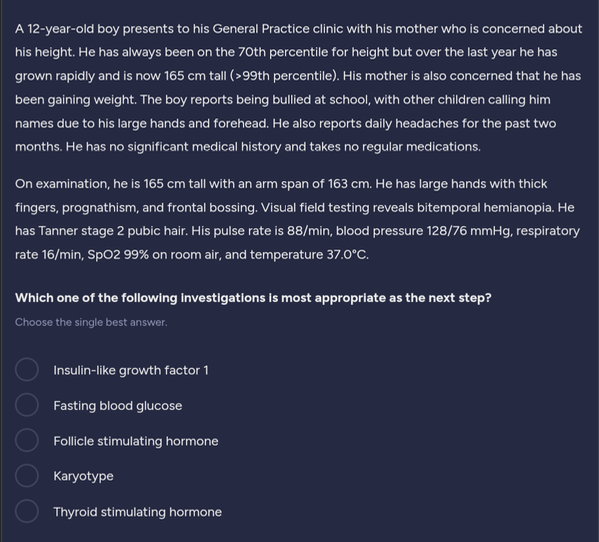 A 12-year-old boy presents to his General Practice clinic with his mother who is concerned about
his height. He has always been on the 70th percentile for height but over the last year he has
grown rapidly and is now 165 cm tall (>99th percentile). His mother is also concerned that he has
been gaining weight. The boy reports being bullied at school, with other children calling him
names due to his large hands and forehead. He also reports daily headaches for the past two
months. He has no significant medical history and takes no regular medications.
On examination, he is 165 cm tall with an arm span of 163 cm. He has large hands with thick
fingers, prognathism, and frontal bossing. Visual field testing reveals bitemporal hemianopia. He
has Tanner stage 2 pubic hair. His pulse rate is 88/min, blood pressure 128/76 mmHg, respiratory
rate 16/min, SpO2 99% on room air, and temperature 37.0°C.
Which one of the following investigations is most appropriate as the next step?
Choose the single best answer.
Insulin-like growth factor 1
Fasting blood glucose
Follicle stimulating hormone
Karyotype
Thyroid stimulating hormone